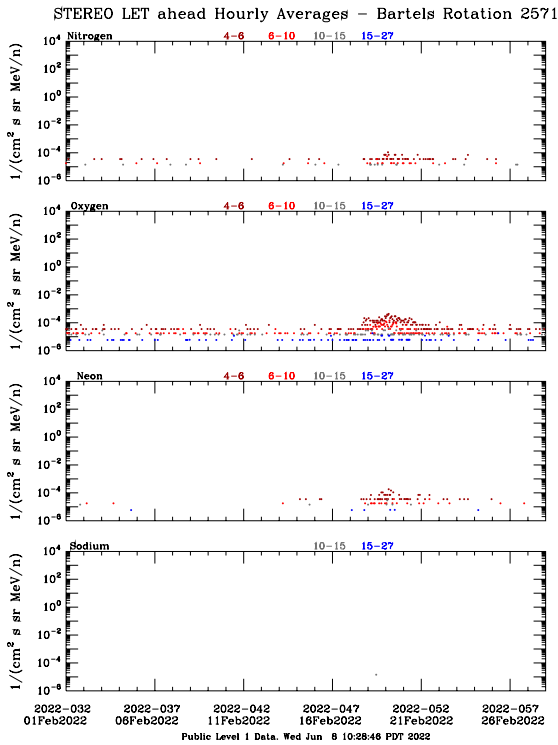 STEREO LET ahead Hourly Averages - Bartels Rotation 2571
Nitrogen 4-6 6-10 10-15 15-27
10^4
10^2
10^0
10^-2
10^-4
10^-6
1/(cm^2 s sr MeV/n)
Oxygen 4-6 6-10 10-15 15-27
10^4
10^2
10^0
10^-2
10^-4
10^-6
1/(cm^2 s sr MeV/n)
Neon 4-6 6-10 10-15 15-27
10^4
10^2
10^0
10^-2
10^-4
10^-6
1/(cm^2 s sr MeV/n)
Sodium 10-15 15-27
10^4
10^2
10^0
10^-2
10^-4
10^-6
1/(cm^2 s sr MeV/n)
2022-032 2022-037 2022-042 2022-047 2022-052 2022-057
01Feb2022 06Feb2022 11Feb2022 16Feb2022 21Feb2022 26Feb2022
Public Level 1 Data. Wed Jun 8 10:28:46 PDT 2022